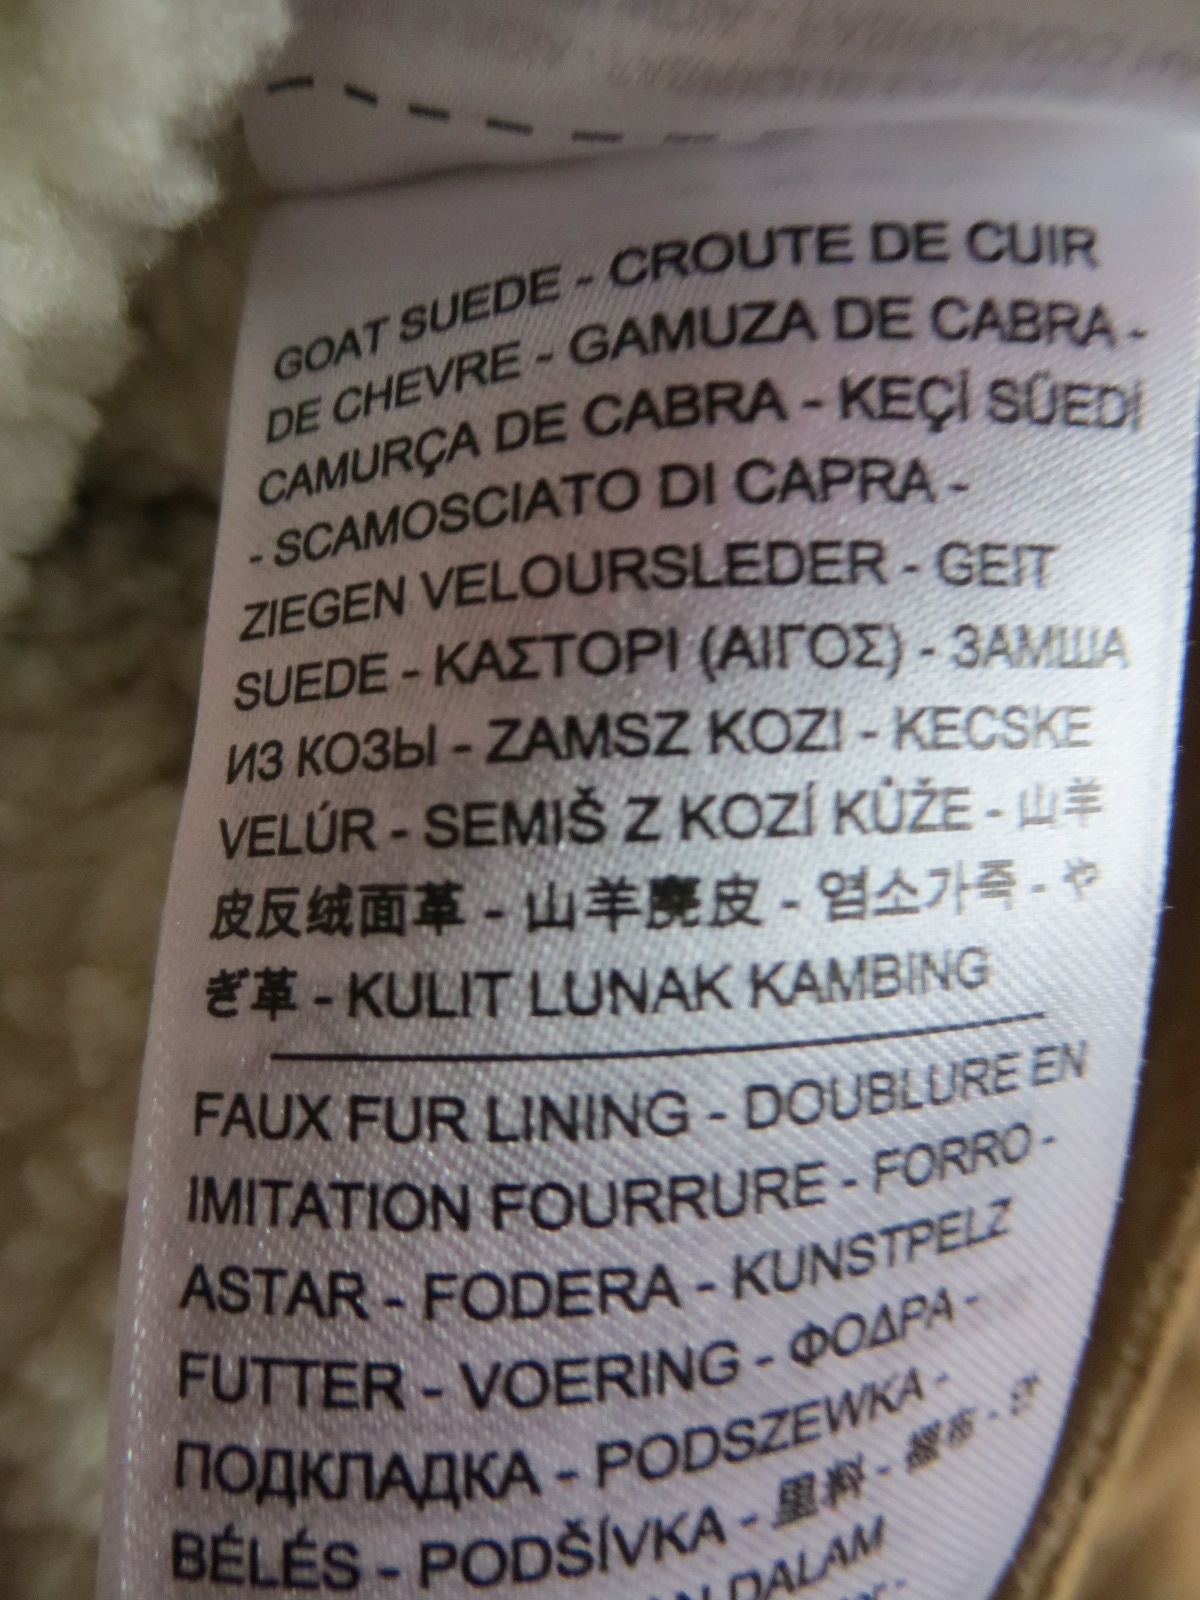 GOAT SUEDE - CROUTE DE CUIR
DE CHEVRE - GAMUZA DE CABRA -
CAMURÇA DE CABRA - KEÇİ SÜEDİ
- SCAMOSCIATO DI CAPRA -
ZIEGEN VELOURSLEDER - GEIT
SUEDE - ΚΑΣΤΟΡΙ (ΑΙΓΟΣ) - ЗАМША
ИЗ КОЗЫ - ZAMSZ KOZI - KECSKE
VELÚR - SEMIŠ Z KOZÍ KŮŽE - 山羊
皮反绒面革 - 山羊麂皮 - 염소가죽 - や
ぎ革 - KULIT LUNAK KAMBING
FAUX FUR LINING - DOUBLURE EN
IMITATION FOURRURE - FORRO -
ASTAR - FODERA - KUNSTPELZ
FUTTER - VOERING - ΦΟΔΡΑ -
ПОДКЛАДКА - PODSZEWKA -
BÉLÉS - PODŠÍVKA - 里料 -
DALAM